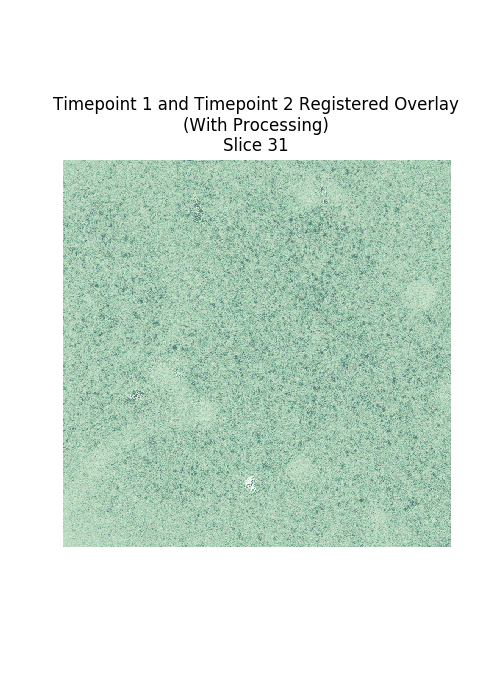 Timepoint 1 and Timepoint 2 Registered Overlay
(With Processing)
Slice 31